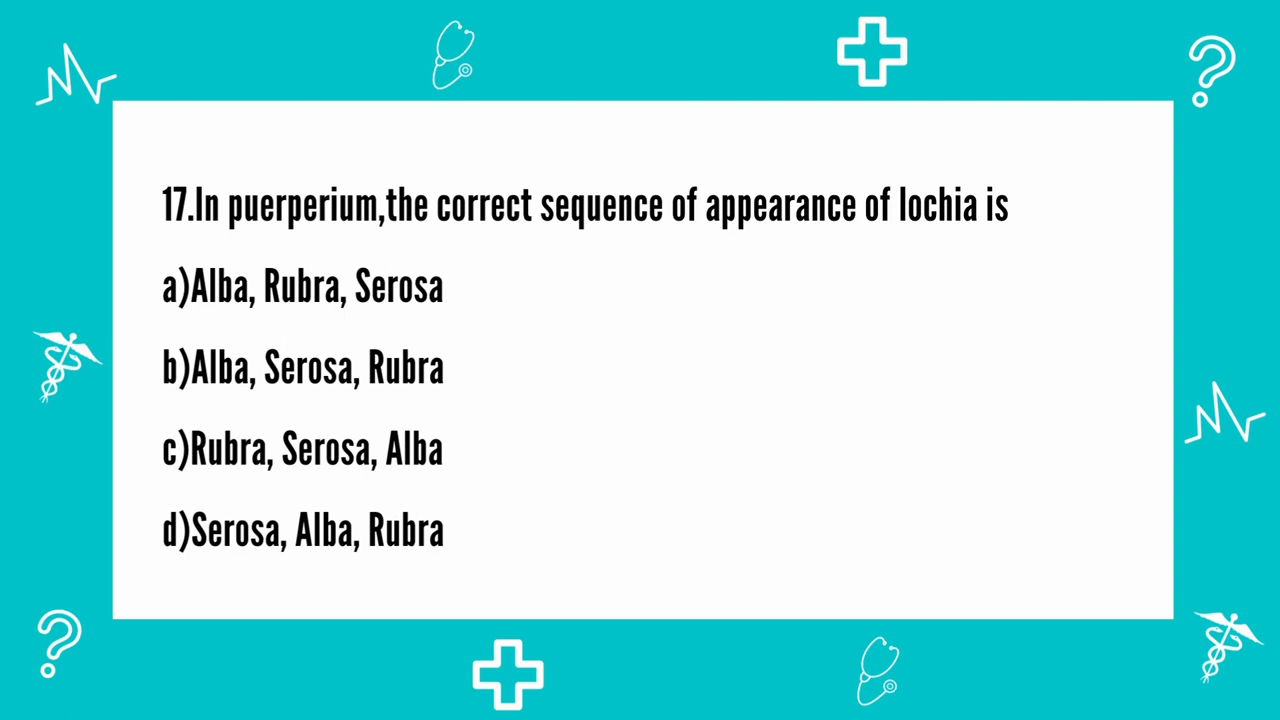 17.In puerperium,the correct sequence of appearance of lochia is
a)Alba, Rubra, Serosa
b)Alba, Serosa, Rubra
c)Rubra, Serosa, Alba
d)Serosa, Alba, Rubra